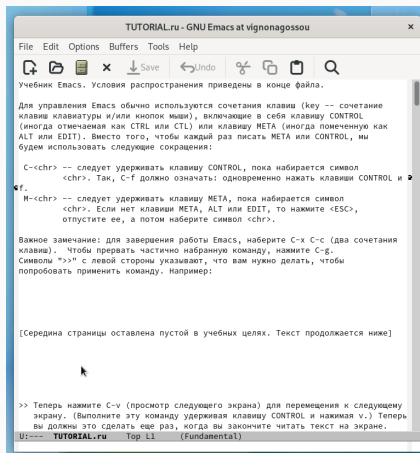 TUTORIAL.ru - GNU Emacs at vignonagossou
File Edit Options Buffers Tools Help
Save Undo
Учебник Emacs. Условия распространения приведены в конце файла.
Для управления Emacs обычно используются сочетания клавиш (key -- сочетание
клавиш клавиатуры и/или кнопок мыши), включающие в себя клавишу CONTROL
(иногда отмечаемая как CTRL или CTL) или клавишу META (иногда помеченную как
ALT или EDIT). Вместо того, чтобы каждый раз писать META или CONTROL, мы
будем использовать следующие сокращения:
C-<chr> -- следует удерживать клавишу CONTROL, пока набирается символ
<chr>. Так, C-f должно означать: одновременно нажать клавиши CONTROL и
f.
M-<chr> -- следует удерживать клавишу META, пока набирается символ
<chr>. Если нет клавиши META, ALT или EDIT, то нажмите <ESC>,
отпустите ее, а потом наберите символ <chr>.
Важное замечание: для завершения работы Emacs, наберите C-x C-c (два сочетания
клавиш). Чтобы прервать частично набранную команду, нажмите C-g.
Символы ">>" с левой стороны указывают, что вам нужно делать, чтобы
попробовать применить команду. Например:
[Середина страницы оставлена пустой в учебных целях. Текст продолжается ниже]
>> Теперь нажмите C-v (просмотр следующего экрана) для перемещения к следующему
экрану. (Выполните эту команду удерживая клавишу CONTROL и нажимая v.) Теперь
вы должны это сделать еще раз, когда вы закончите читать текст на экране.
U:--- TUTORIAL.ru Top L1 (Fundamental)